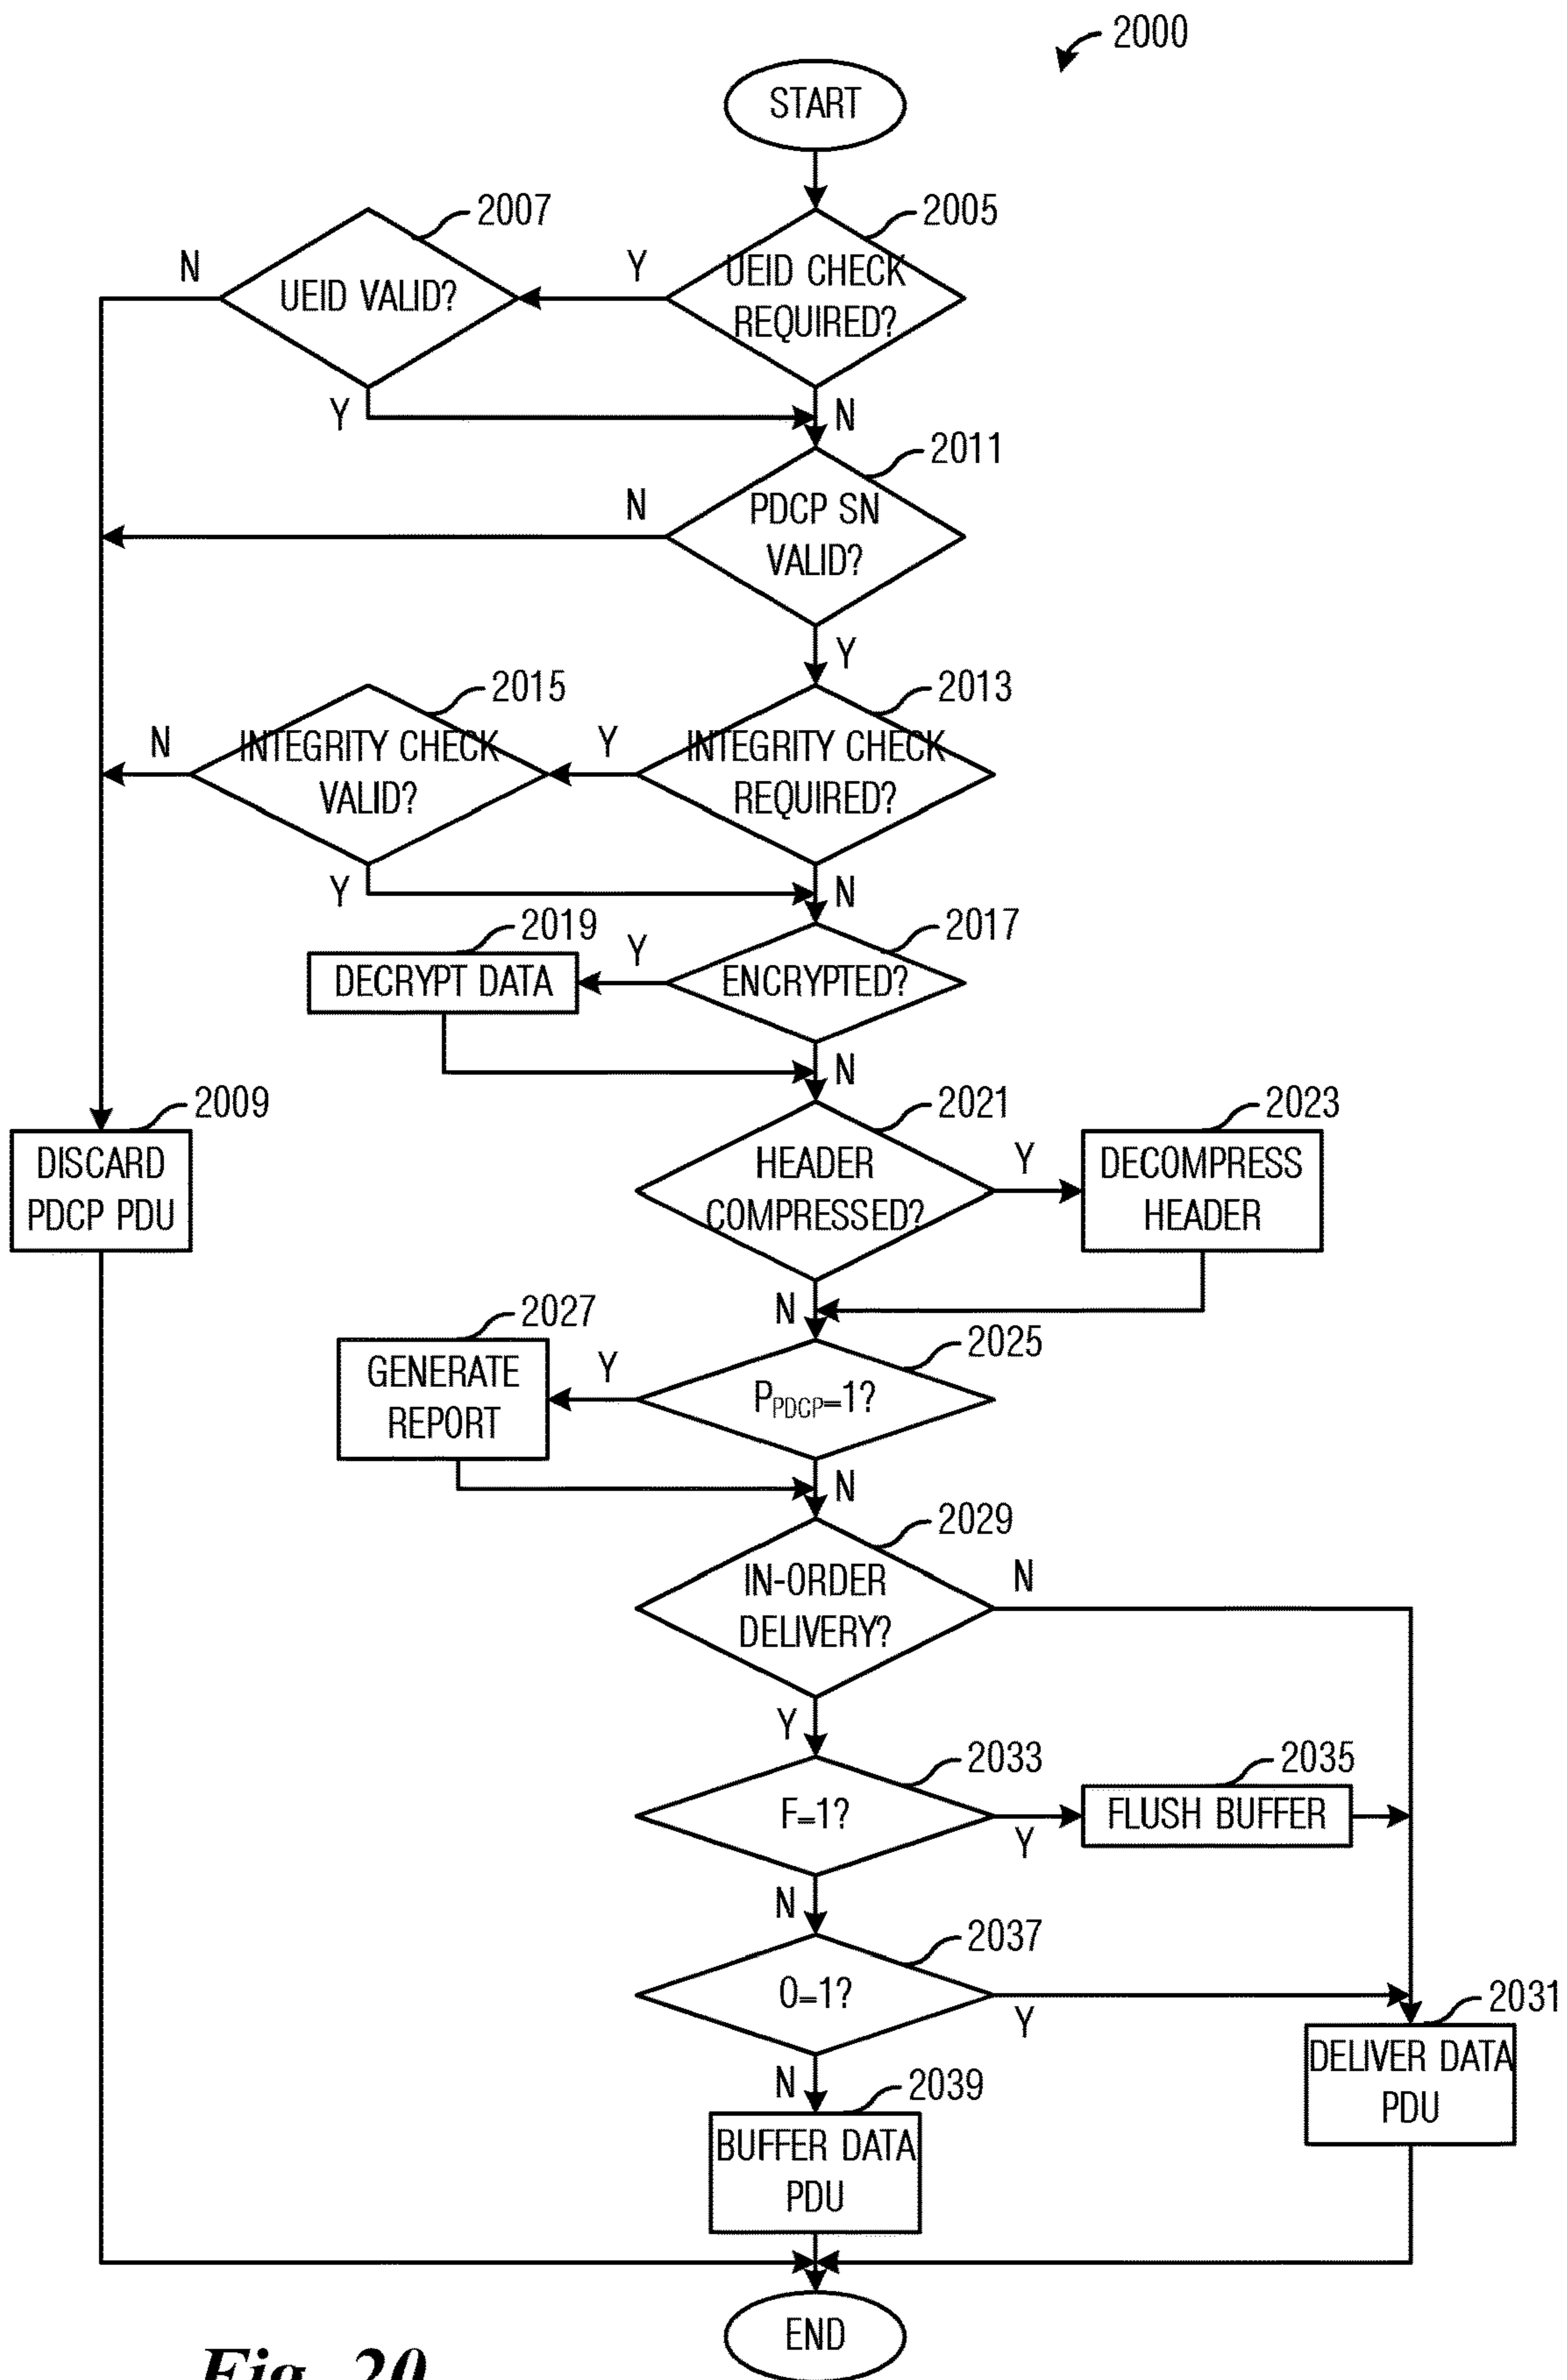 2000
START
2007
2005
N
UEID VALID?
Y
UEID CHECK
REQUIRED?
Y
N
2011
N
PDCP SN
VALID?
Y
2015
2013
N
INTEGRITY CHECK
VALID?
Y
INTEGRITY CHECK
REQUIRED?
Y
N
2019
2017
DECRYPT DATA
Y
ENCRYPTED?
N
2009
2021
2023
DISCARD
PDCP PDU
HEADER
COMPRESSED?
Y
DECOMPRESS
HEADER
N
2027
2025
GENERATE
REPORT
Y
PPDCP=1?
N
2029
IN-ORDER
DELIVERY?
N
Y
2033
2035
F=1?
Y
FLUSH BUFFER
N
2037
O=1?
Y
2031
DELIVER DATA
PDU
N
2039
BUFFER DATA
PDU
END
Fig. 20